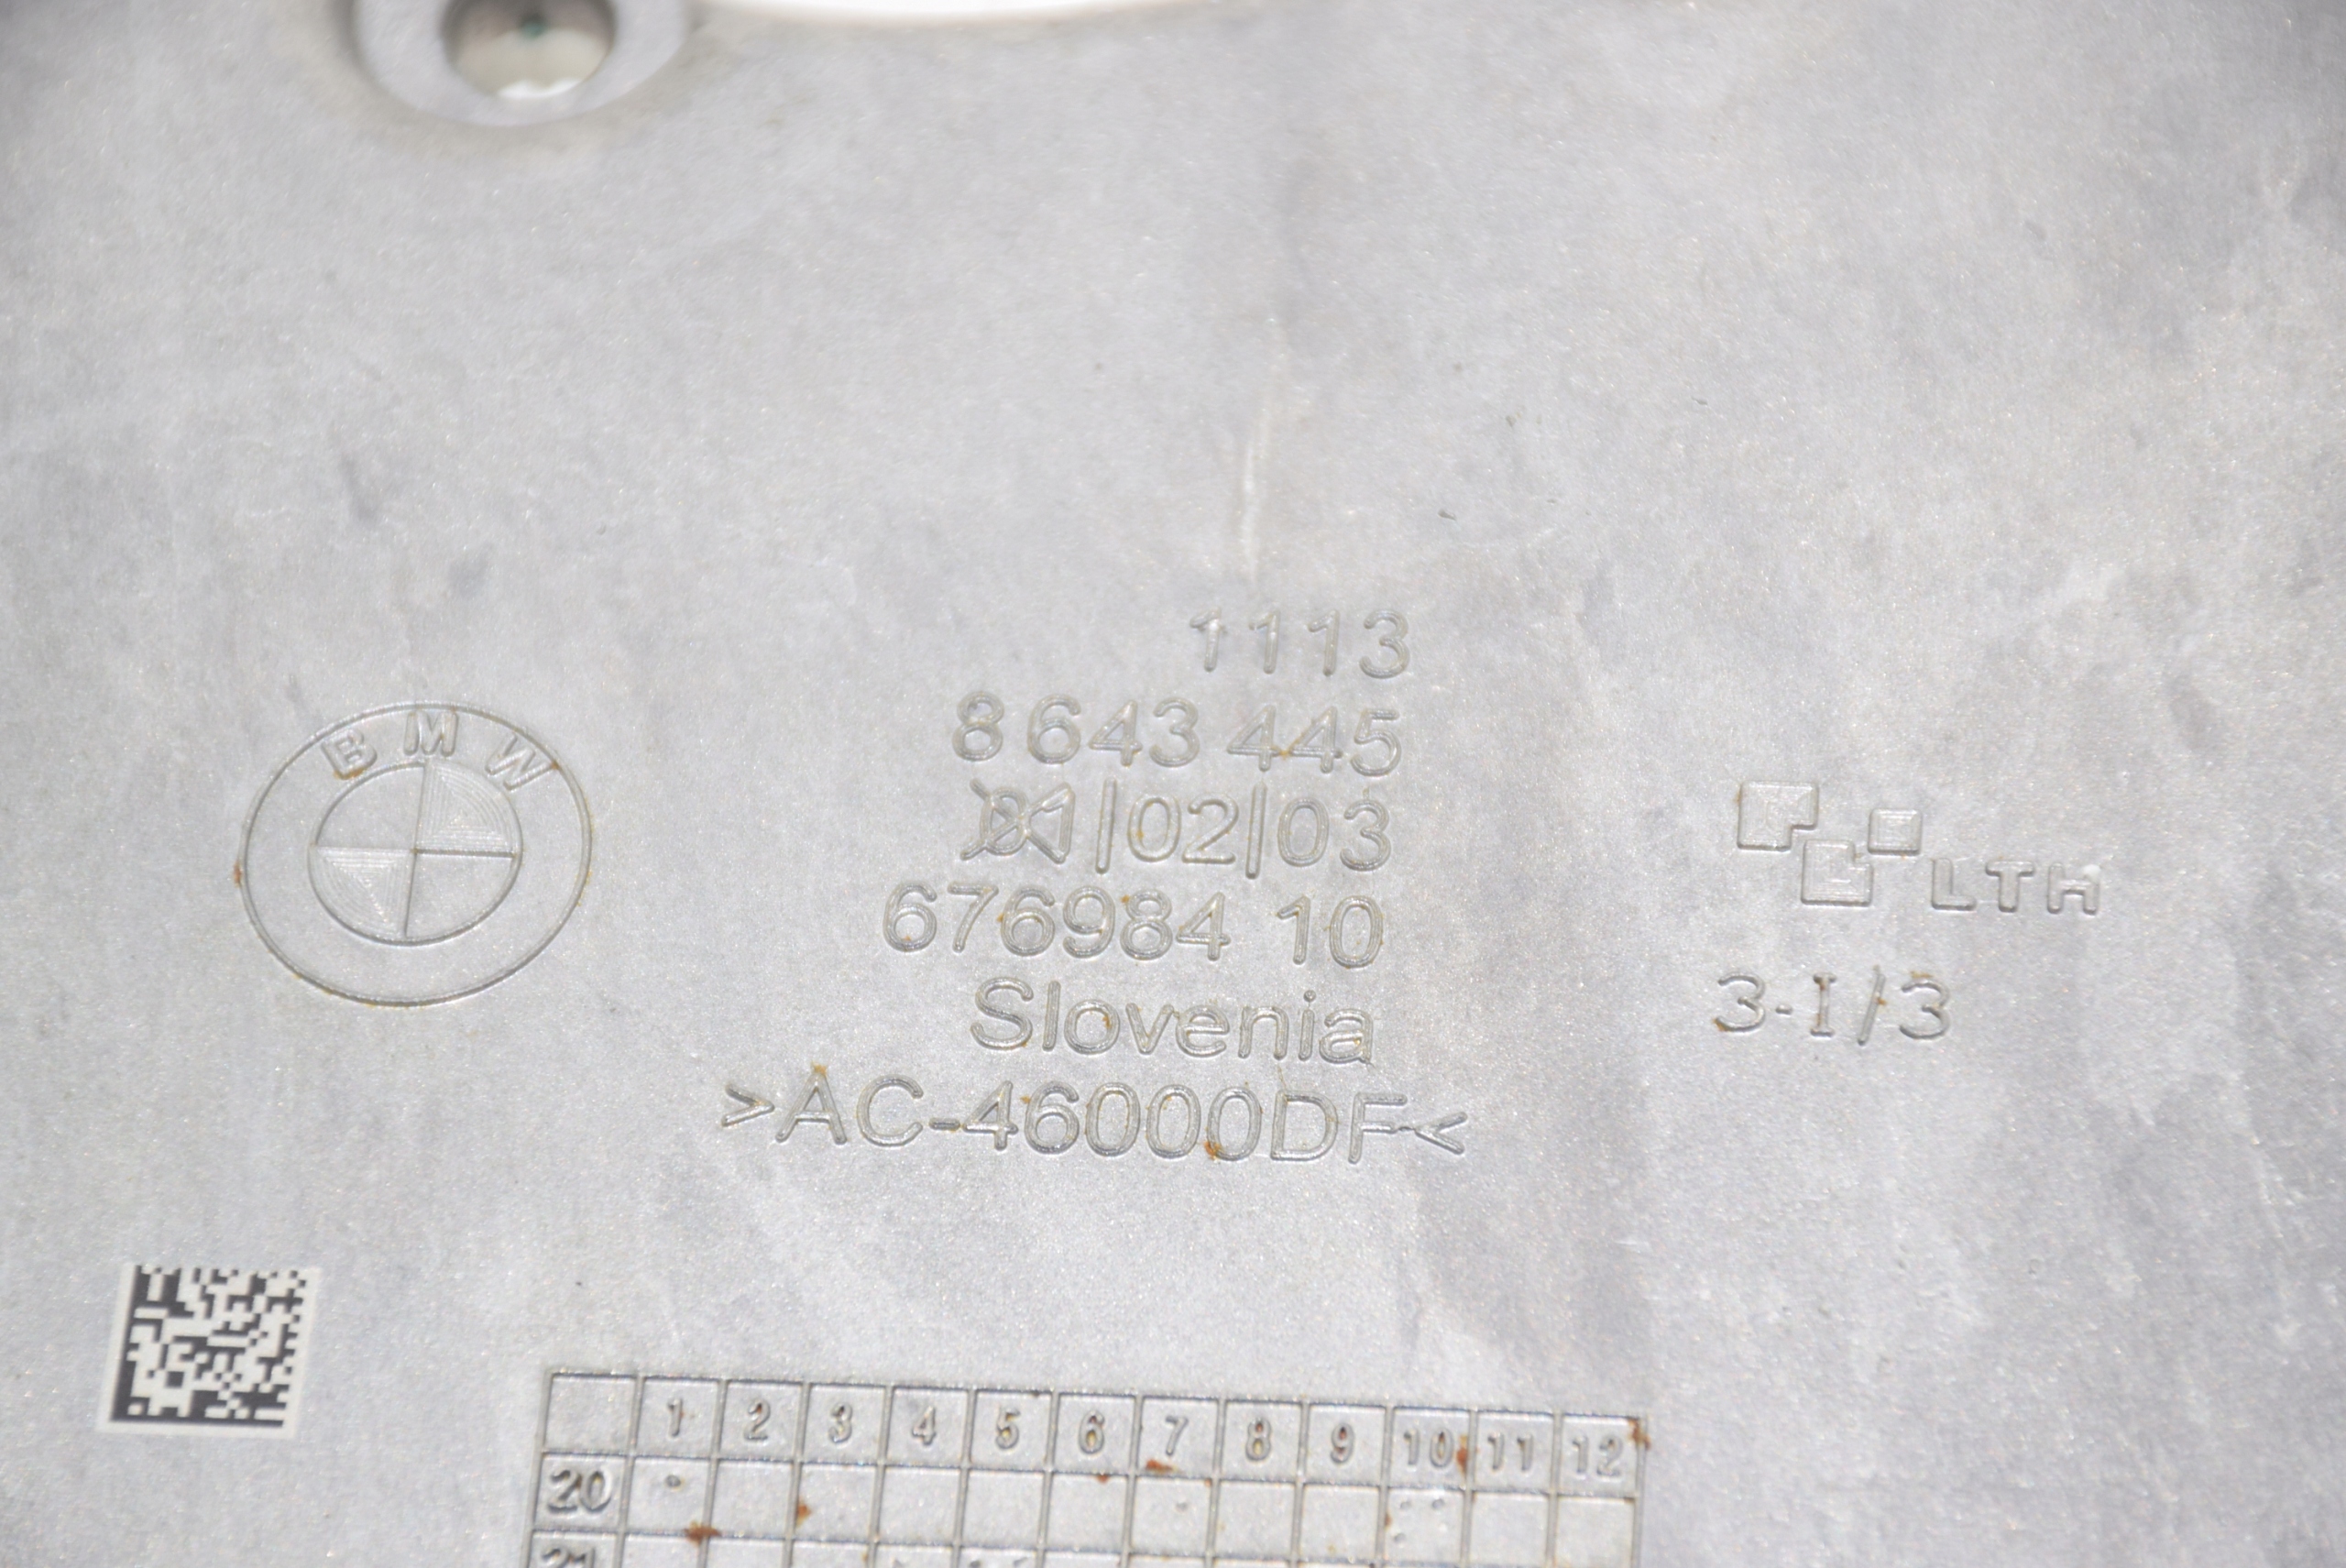 1113
8 643 445
01/02/03
676984 10
Slovenia
>AC-46000DF<
BMW
LTH
3-I/3
1 2 3 4 5 6 7 8 9 10 11 12
20
21